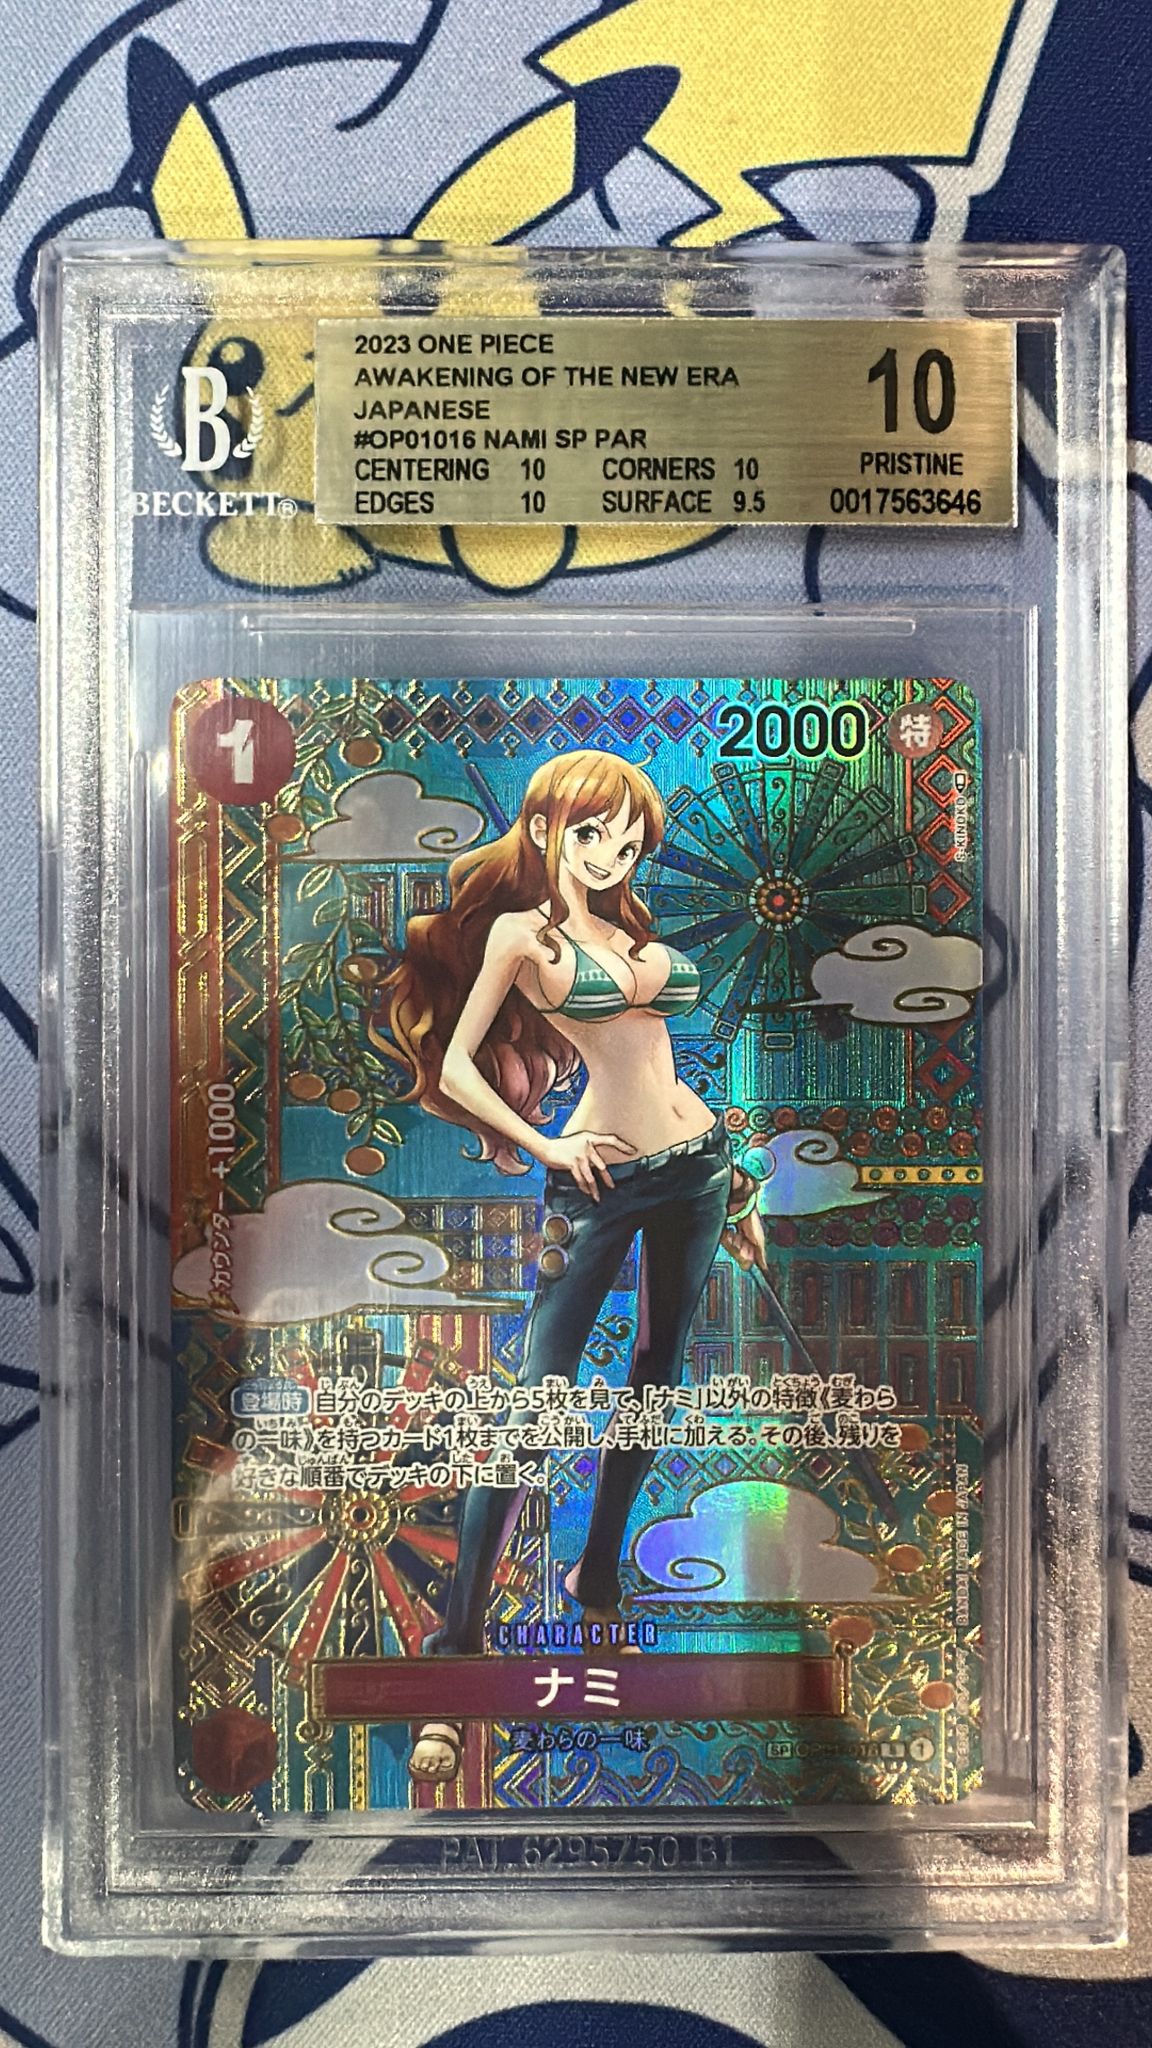 2023 ONE PIECE
AWAKENING OF THE NEW ERA
JAPANESE
#OP01016 NAMI SP PAR
CENTERING 10 CORNERS 10
EDGES 10 SURFACE 9.5
10
PRISTINE
0017563646
B
BECKETT®
1
2000
特
カウンター +1000
登場時 自分のデッキの上から5枚を見て、「ナミ」以外の特徴《麦わら
の一味》を持つカード1枚までを公開し、手札に加える。その後、残りを
好きな順番でデッキの下に置く。
CHARACTER
ナミ
麦わらの一味
SP OP01-016 R 1
PAT. 6295750 B1